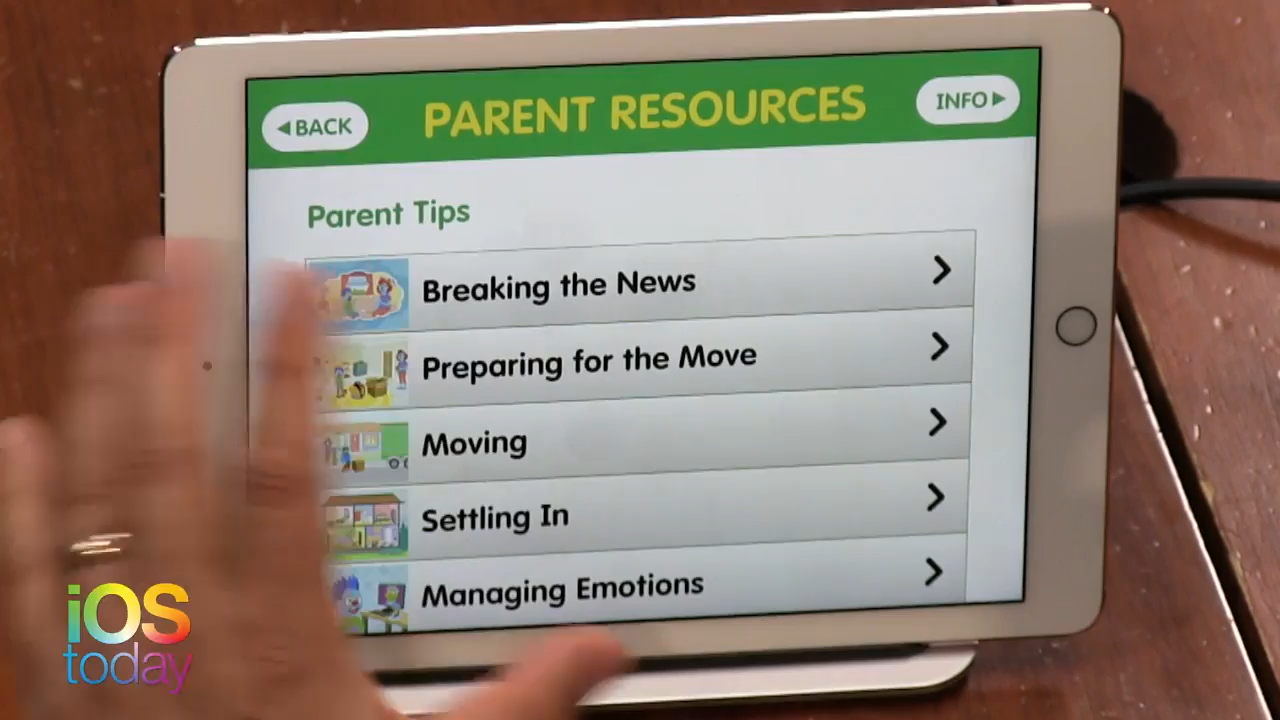 ◀BACK
PARENT RESOURCES
INFO▶
Parent Tips
Breaking the News
Preparing for the Move
Moving
Settling In
Managing Emotions
iOS
today